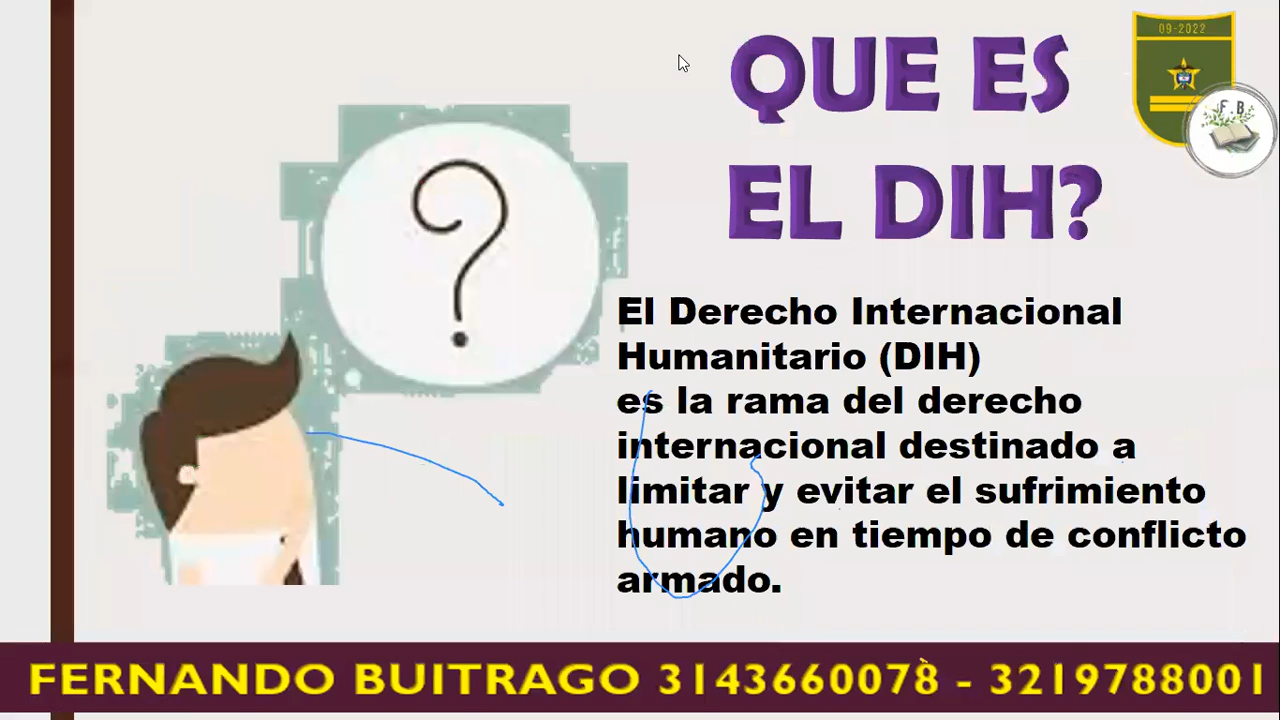 QUE ES
EL DIH?
09-2022
F.B
El Derecho Internacional
Humanitario (DIH)
es la rama del derecho
internacional destinado a
limitar y evitar el sufrimiento
humano en tiempo de conflicto
armado.
FERNANDO BUITRAGO 3143660078 - 3219788001